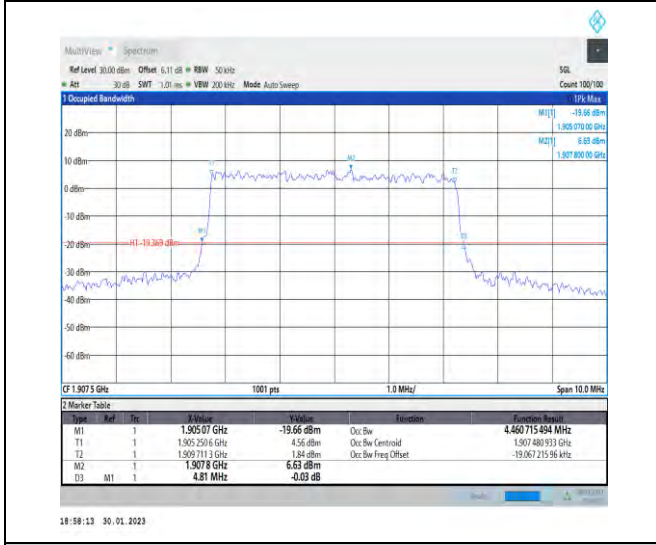 MultiView Spectrum
Ref Level 30.00 dBm Offset 6.11 dB RBW 50 kHz SGL
Att 30 dB SWT 1.01 ms VBW 200 kHz Mode Auto Sweep Count 100/100
1 Occupied Bandwidth 1Pk Max
M1[1] -19.66 dBm
1.905 070 00 GHz
M2[1] 6.63 dBm
1.907 800 00 GHz
20 dBm
10 dBm
M2
T1
T2
0 dBm
-10 dBm
M1
D3
-20 dBm
H1 -19.369 dBm
-30 dBm
-40 dBm
-50 dBm
-60 dBm
CF 1.907 5 GHz 1001 pts 1.0 MHz/ Span 10.0 MHz
2 Marker Table
Type Ref Trc X-Value Y-Value Function Function Result
M1 1 1.905 07 GHz -19.66 dBm Occ Bw 4.460 715 494 MHz
T1 1 1.905 250 6 GHz 4.56 dBm Occ Bw Centroid 1.907 480 933 GHz
T2 1 1.909 711 3 GHz 1.84 dBm Occ Bw Freq Offset -19.067 215 96 kHz
M2 1 1.907 8 GHz 6.63 dBm
D3 M1 1 4.81 MHz -0.03 dB
18:58:13 30.01.2023